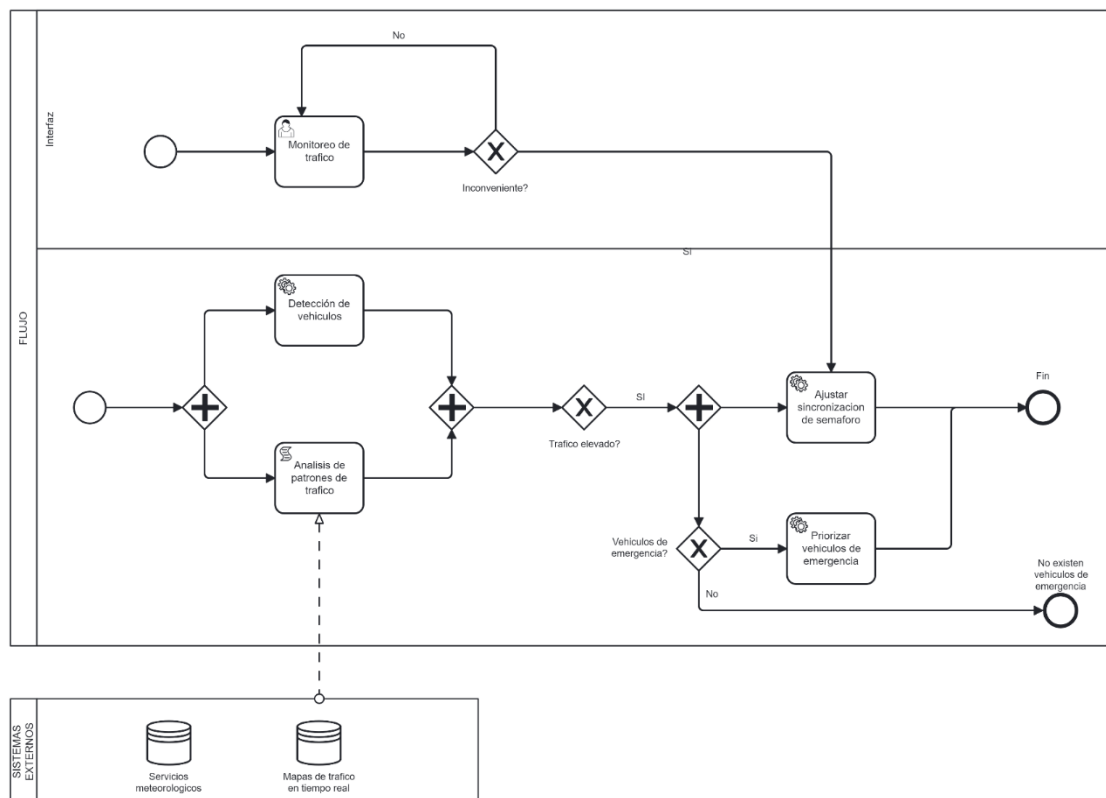 FLUJO
Interfaz
No
Monitoreo de
trafico
Inconveniente?
Si
Detección de
vehiculos
Analisis de
patrones de
trafico
Trafico elevado?
Si
Ajustar
sincronizacion
de semaforo
Fin
Vehiculos de
emergencia?
Si
Priorizar
vehiculos de
emergencia
No
No existen
vehiculos de
emergencia
SISTEMAS
EXTERNOS
Servicios
meteorologicos
Mapas de trafico
en tiempo real